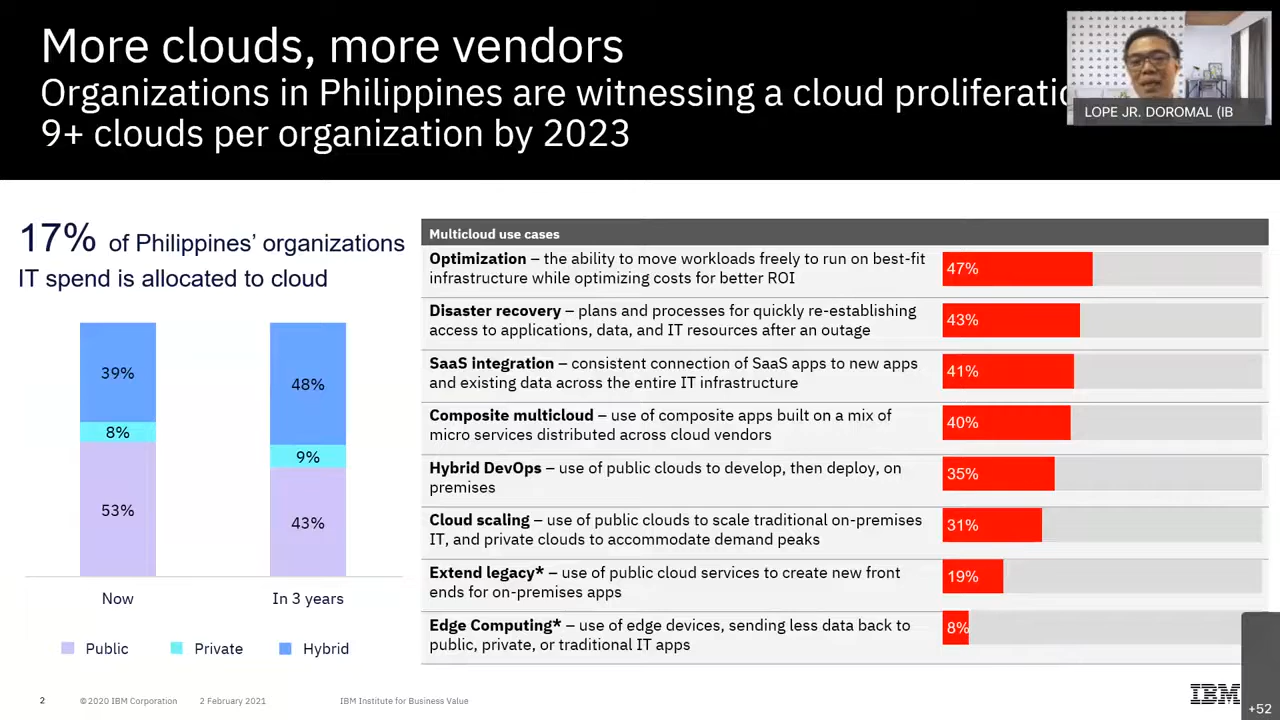 More clouds, more vendors
Organizations in Philippines are witnessing a cloud
9+ clouds per organization by 2023
LOPE JR. DOROMAL (IB
17% of Philippines' organizations
IT spend is allocated to cloud
39%
8%
53%
48%
9%
43%
Now
In 3 years
Public
Private
Hybrid
Multicloud use cases
Optimization – the ability to move workloads freely to run on best-fit
infrastructure while optimizing costs for better ROI
47%
Disaster recovery – plans and processes for quickly re-establishing
access to applications, data, and IT resources after an outage
43%
SaaS integration – consistent connection of SaaS apps to new apps
and existing data across the entire IT infrastructure
41%
Composite multicloud – use of composite apps built on a mix of
micro services distributed across cloud vendors
40%
Hybrid DevOps – use of public clouds to develop, then deploy, on
premises
35%
Cloud scaling – use of public clouds to scale traditional on-premises
IT, and private clouds to accommodate demand peaks
31%
Extend legacy* – use of public cloud services to create new front
ends for on-premises apps
19%
Edge Computing* – use of edge devices, sending less data back to
public, private, or traditional IT apps
8%
2
©2020 IBM Corporation
2 February 2021
IBM Institute for Business Value
IBM
+52